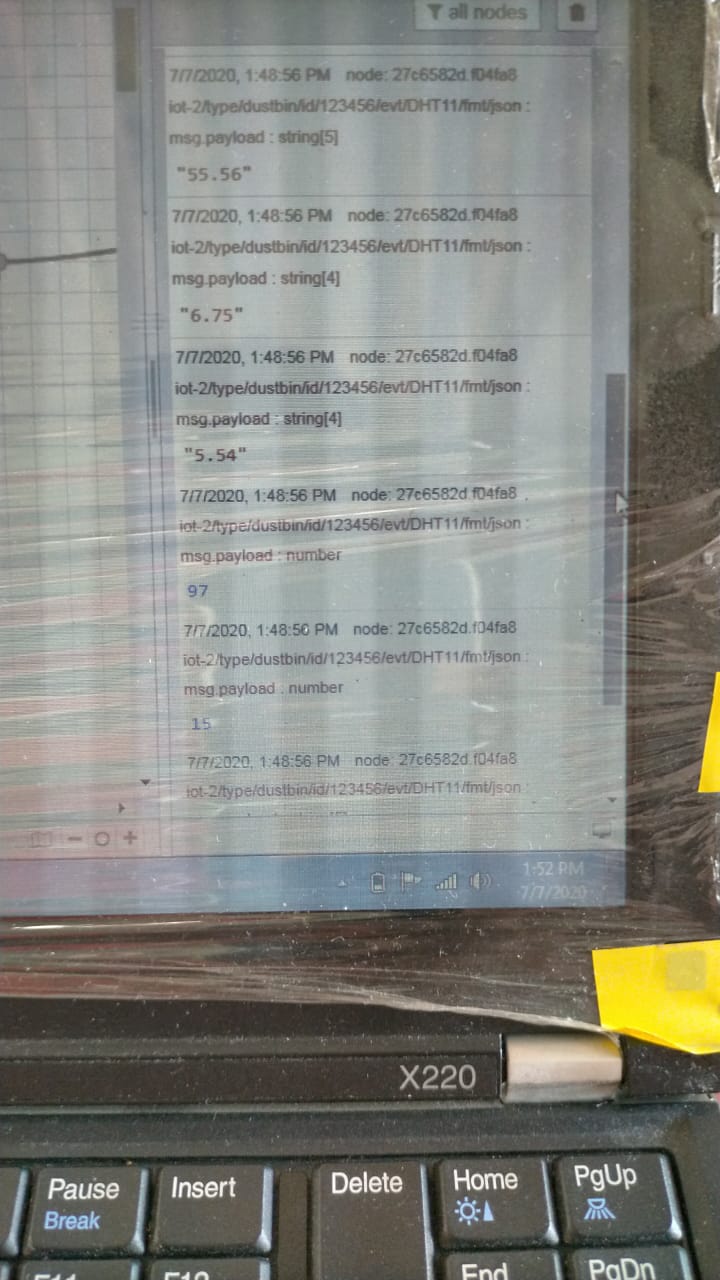 all nodes
7/7/2020, 1:48:56 PM node: 27c6582d.f04fa8
iot-2/type/dustbin/id/123456/evt/DHT11/fmt/json :
msg.payload : string[5]
"55.56"
7/7/2020, 1:48:56 PM node: 27c6582d.f04fa8
iot-2/type/dustbin/id/123456/evt/DHT11/fmt/json :
msg.payload : string[4]
"6.75"
7/7/2020, 1:48:56 PM node: 27c6582d.f04fa8
iot-2/type/dustbin/id/123456/evt/DHT11/fmt/json :
msg.payload : string[4]
"5.54"
7/7/2020, 1:48:56 PM node: 27c6582d.f04fa8
iot-2/type/dustbin/id/123456/evt/DHT11/fmt/json :
msg.payload : number
97
7/7/2020, 1:48:56 PM node: 27c6582d.f04fa8
iot-2/type/dustbin/id/123456/evt/DHT11/fmt/json :
msg.payload : number
15
7/7/2020, 1:48:56 PM node: 27c6582d.f04fa8
iot-2/type/dustbin/id/123456/evt/DHT11/fmt/json :
1:52 PM
7/7/2020
X220
Pause Insert Delete Home PgUp
Break
F11 F12 End PgDn